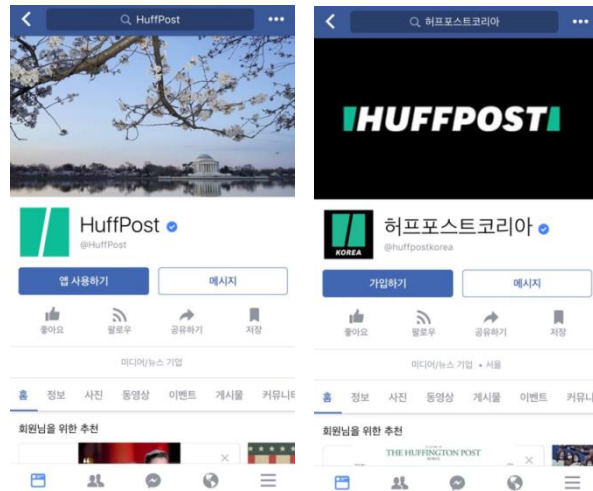 HuffPost
HuffPost
@HuffPost
앱 사용하기
메시지
좋아요
팔로우
공유하기
저장
미디어/뉴스 기업
홈
정보
사진
동영상
이벤트
게시물
커뮤니티
회원님을 위한 추천
허프포스트코리아
HUFFPOST
KOREA
허프포스트코리아
@huffpostkorea
가입하기
메시지
좋아요
팔로우
공유하기
저장
미디어/뉴스 기업 • 서울
홈
정보
사진
동영상
게시물
이벤트
커뮤
회원님을 위한 추천
THE HUFFINGTON POST